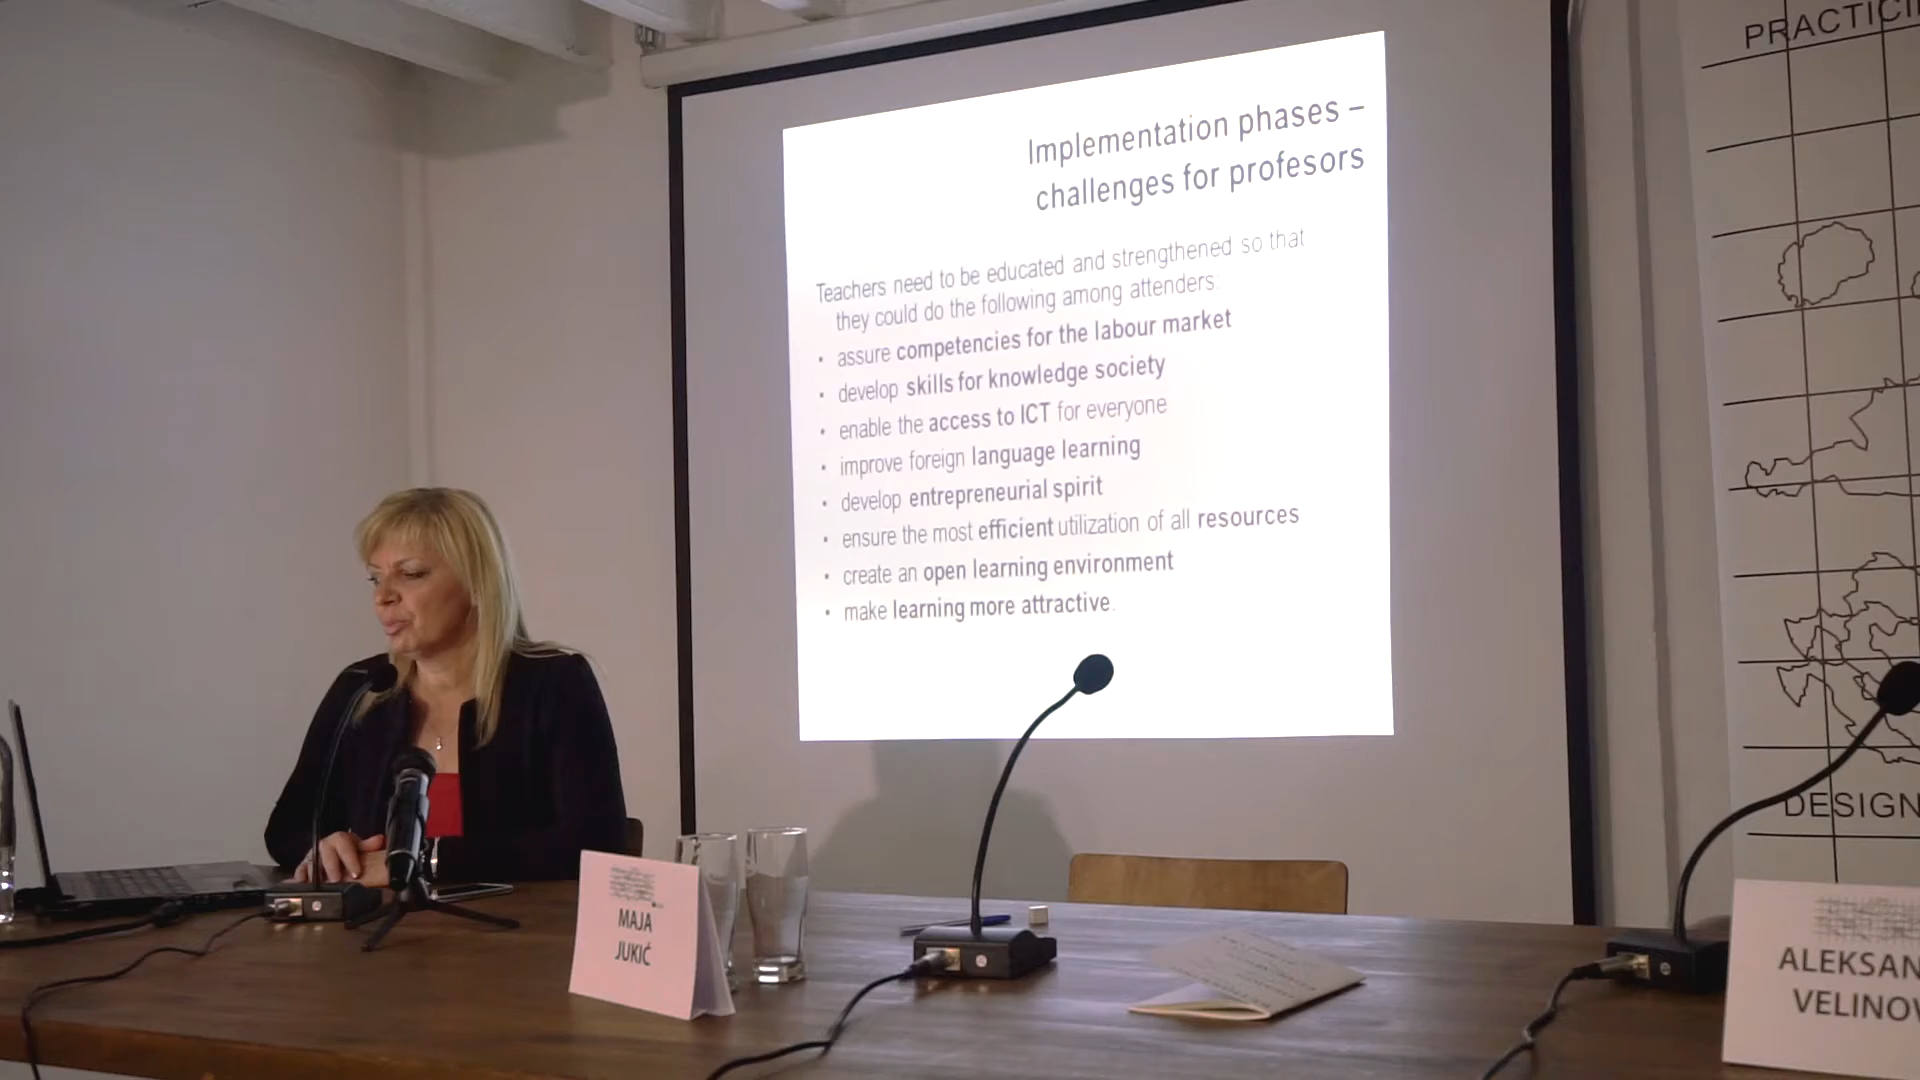 PRACTICI
Implementation phases –
challenges for profesors
Teachers need to be educated and strengthened so that
they could do the following among attenders:
• assure competencies for the labour market
• develop skills for knowledge society
• enable the access to ICT for everyone
• improve foreign language learning
• develop entrepreneurial spirit
• ensure the most efficient utilization of all resources
• create an open learning environment
• make learning more attractive.
DESIGN
MAJA
JUKIĆ
ALEKSAN
VELINOV